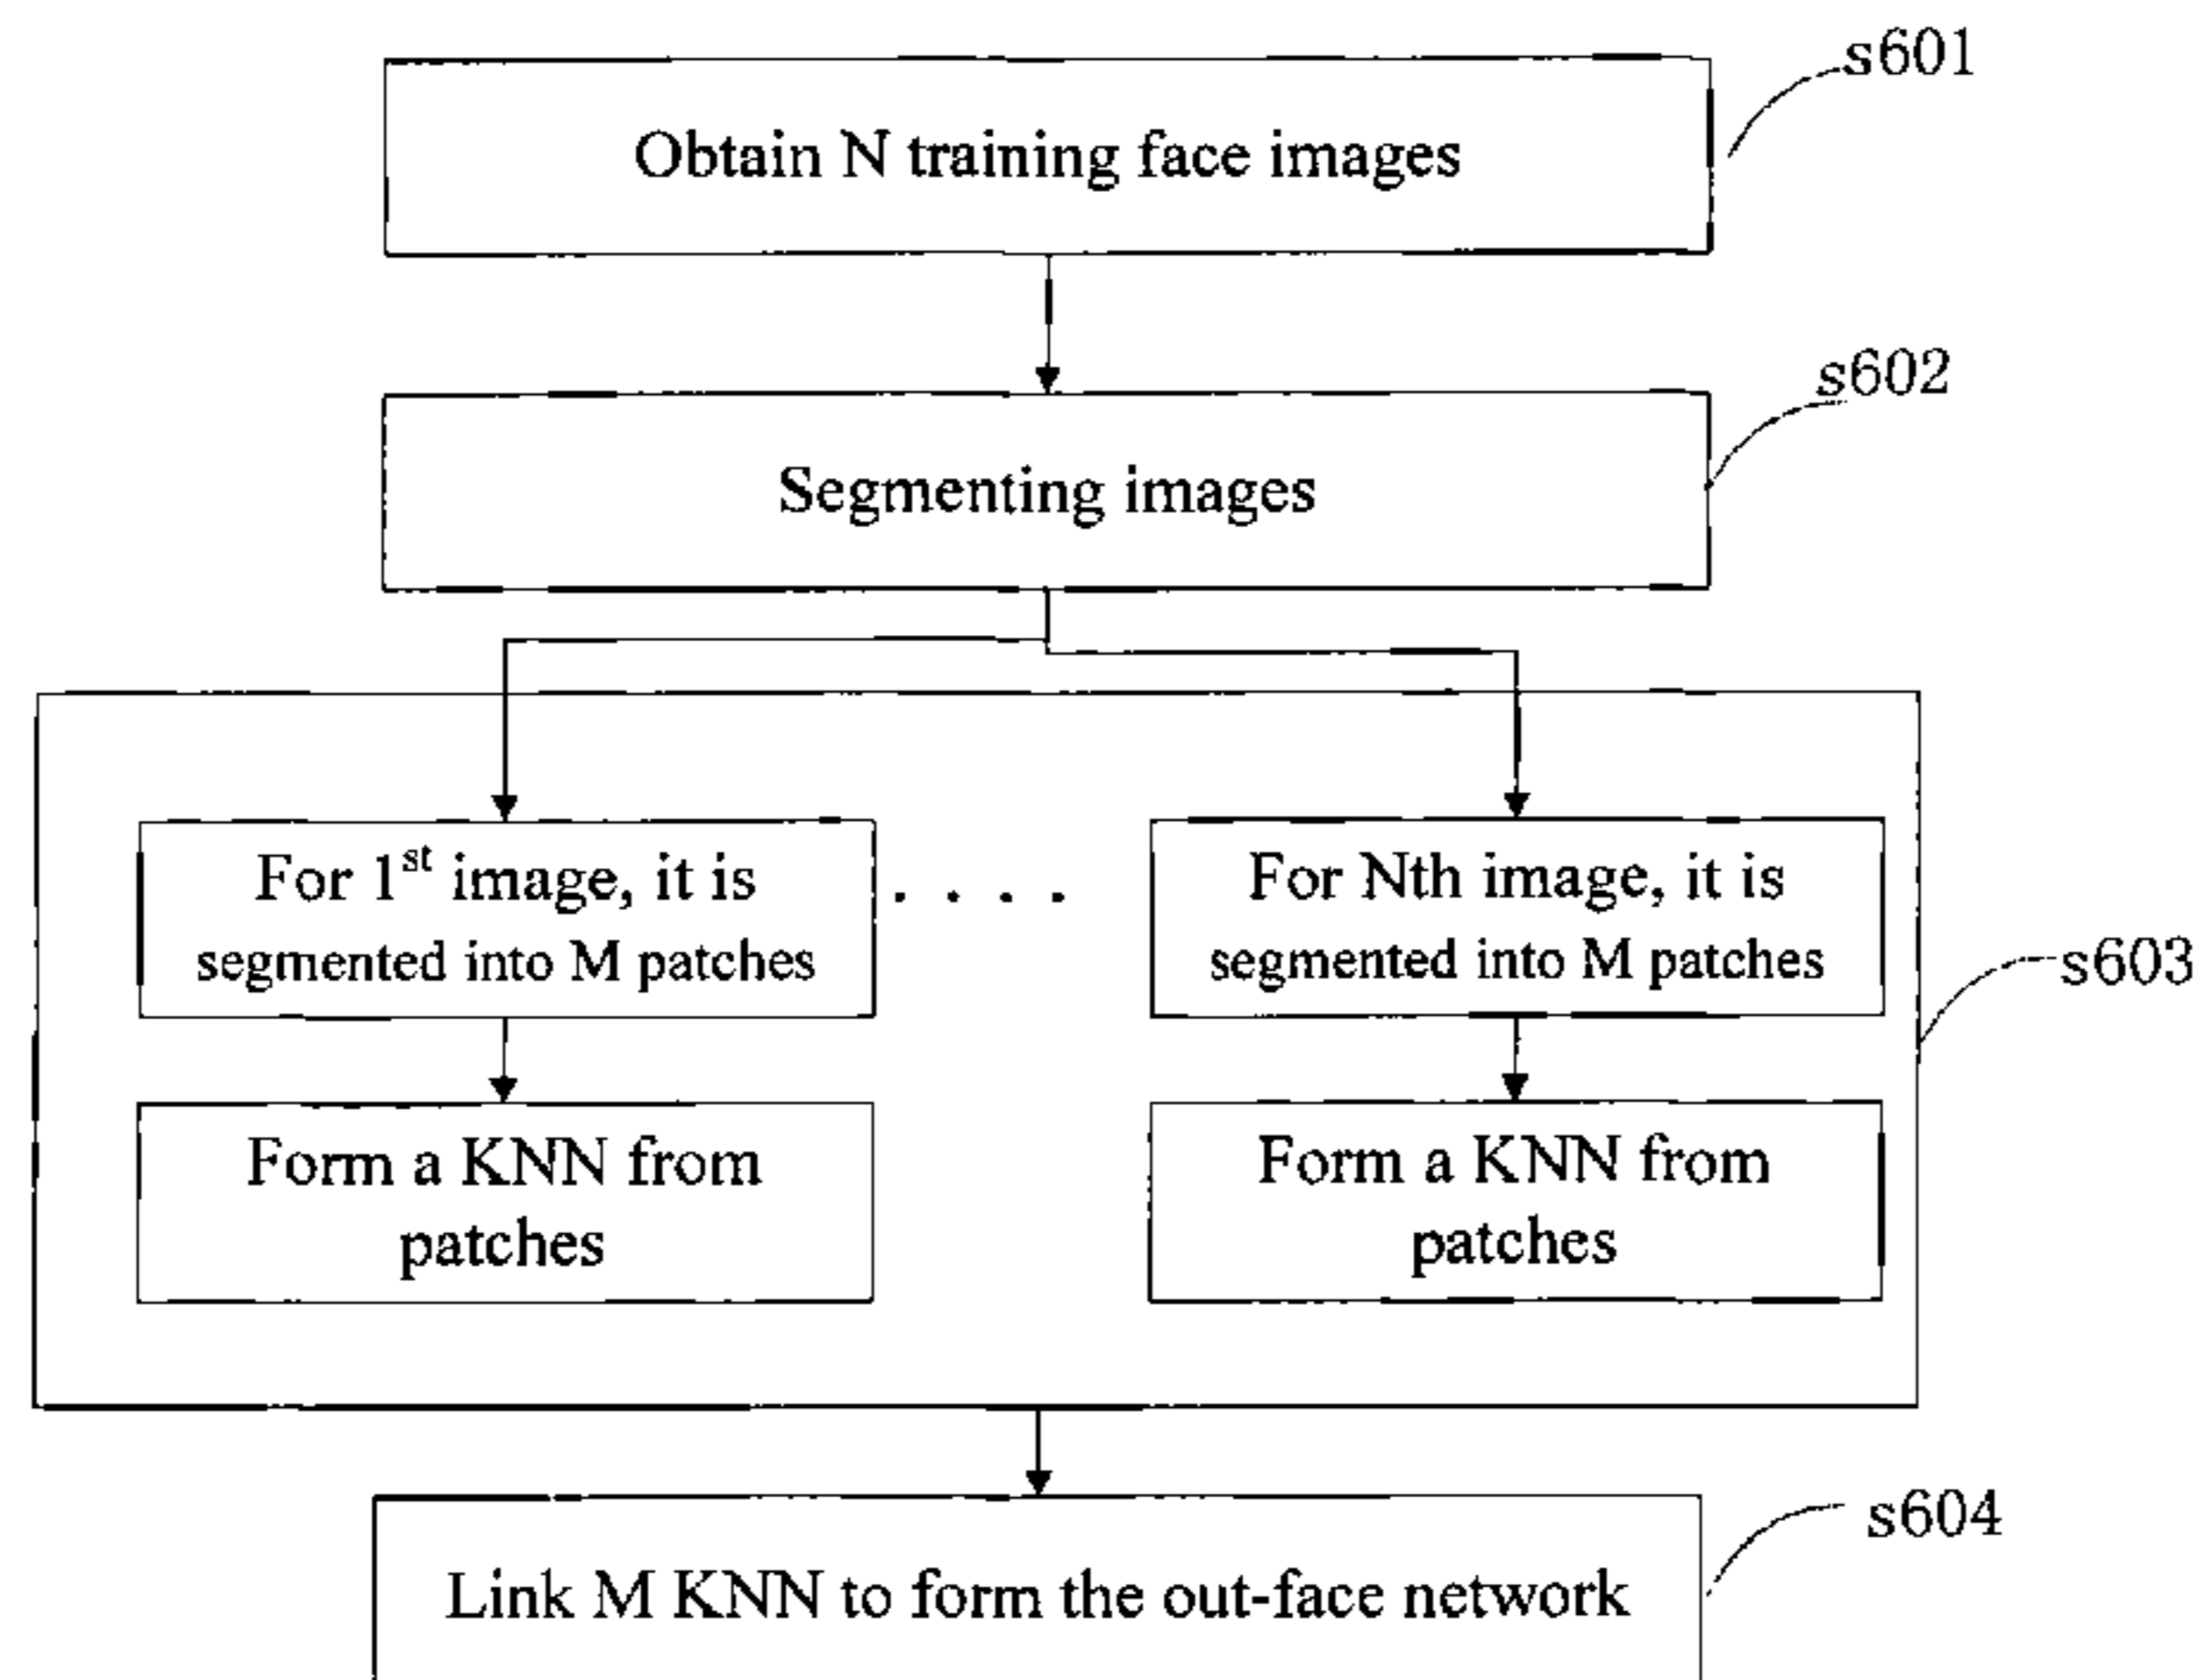 s601
Obtain N training face images
s602
Segmenting images
For 1st image, it is
segmented into M patches
. . . .
For Nth image, it is
segmented into M patches
s603
Form a KNN from
patches
Form a KNN from
patches
s604
Link M KNN to form the out-face network